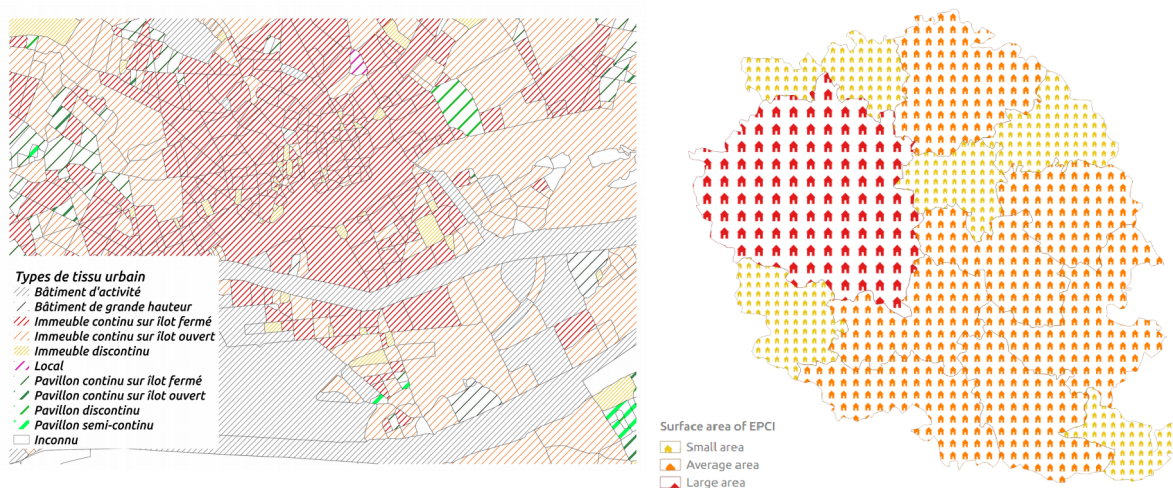 Types de tissu urbain
Bâtiment d'activité
Bâtiment de grande hauteur
Immeuble continu sur îlot fermé
Immeuble continu sur îlot ouvert
Immeuble discontinu
Local
Pavillon continu sur îlot fermé
Pavillon continu sur îlot ouvert
Pavillon discontinu
Pavillon semi-continu
Inconnu
Surface area of EPCI
Small area
Average area
Large area